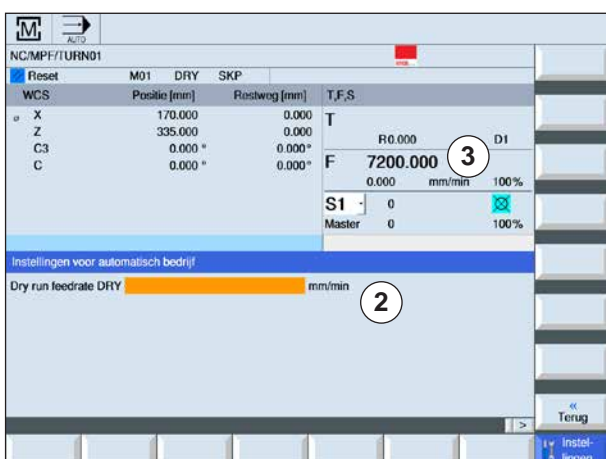 M
AUTO
NC/MPF/TURN01
Reset M01 DRY SKP
WCS Positie [mm] Restweg [mm] T,F,S
X 170.000 0.000
Z 335.000 0.000
C3 0.000 ° 0.000°
C 0.000 ° 0.000°
T
R0.000 D1
F 7200.000 3
0.000 mm/min 100%
S1 0
Master 0 100%
Instellingen voor automatisch bedrijf
Dry run feedrate DRY mm/min
2
«
Terug
>
Instel-
lingen